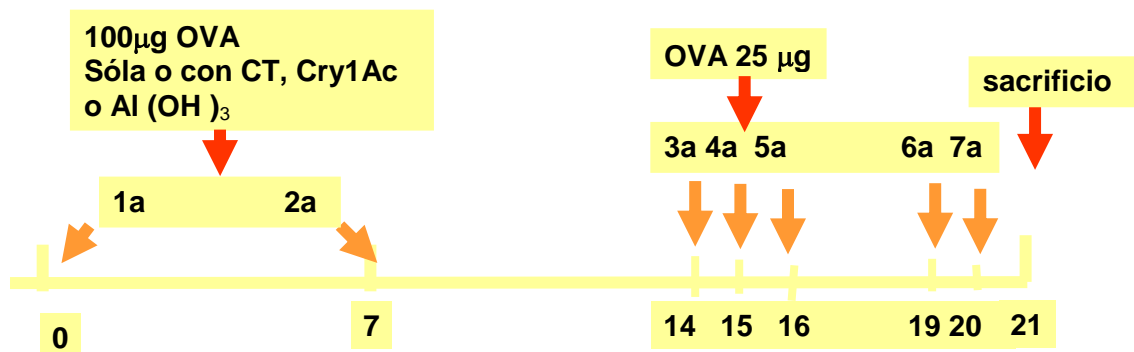 100μg OVA
Sóla o con CT, Cry1Ac
o Al (OH )₃
OVA 25 μg
sacrificio
3a 4a 5a 6a 7a
1a 2a
0 7 14 15 16 19 20 21